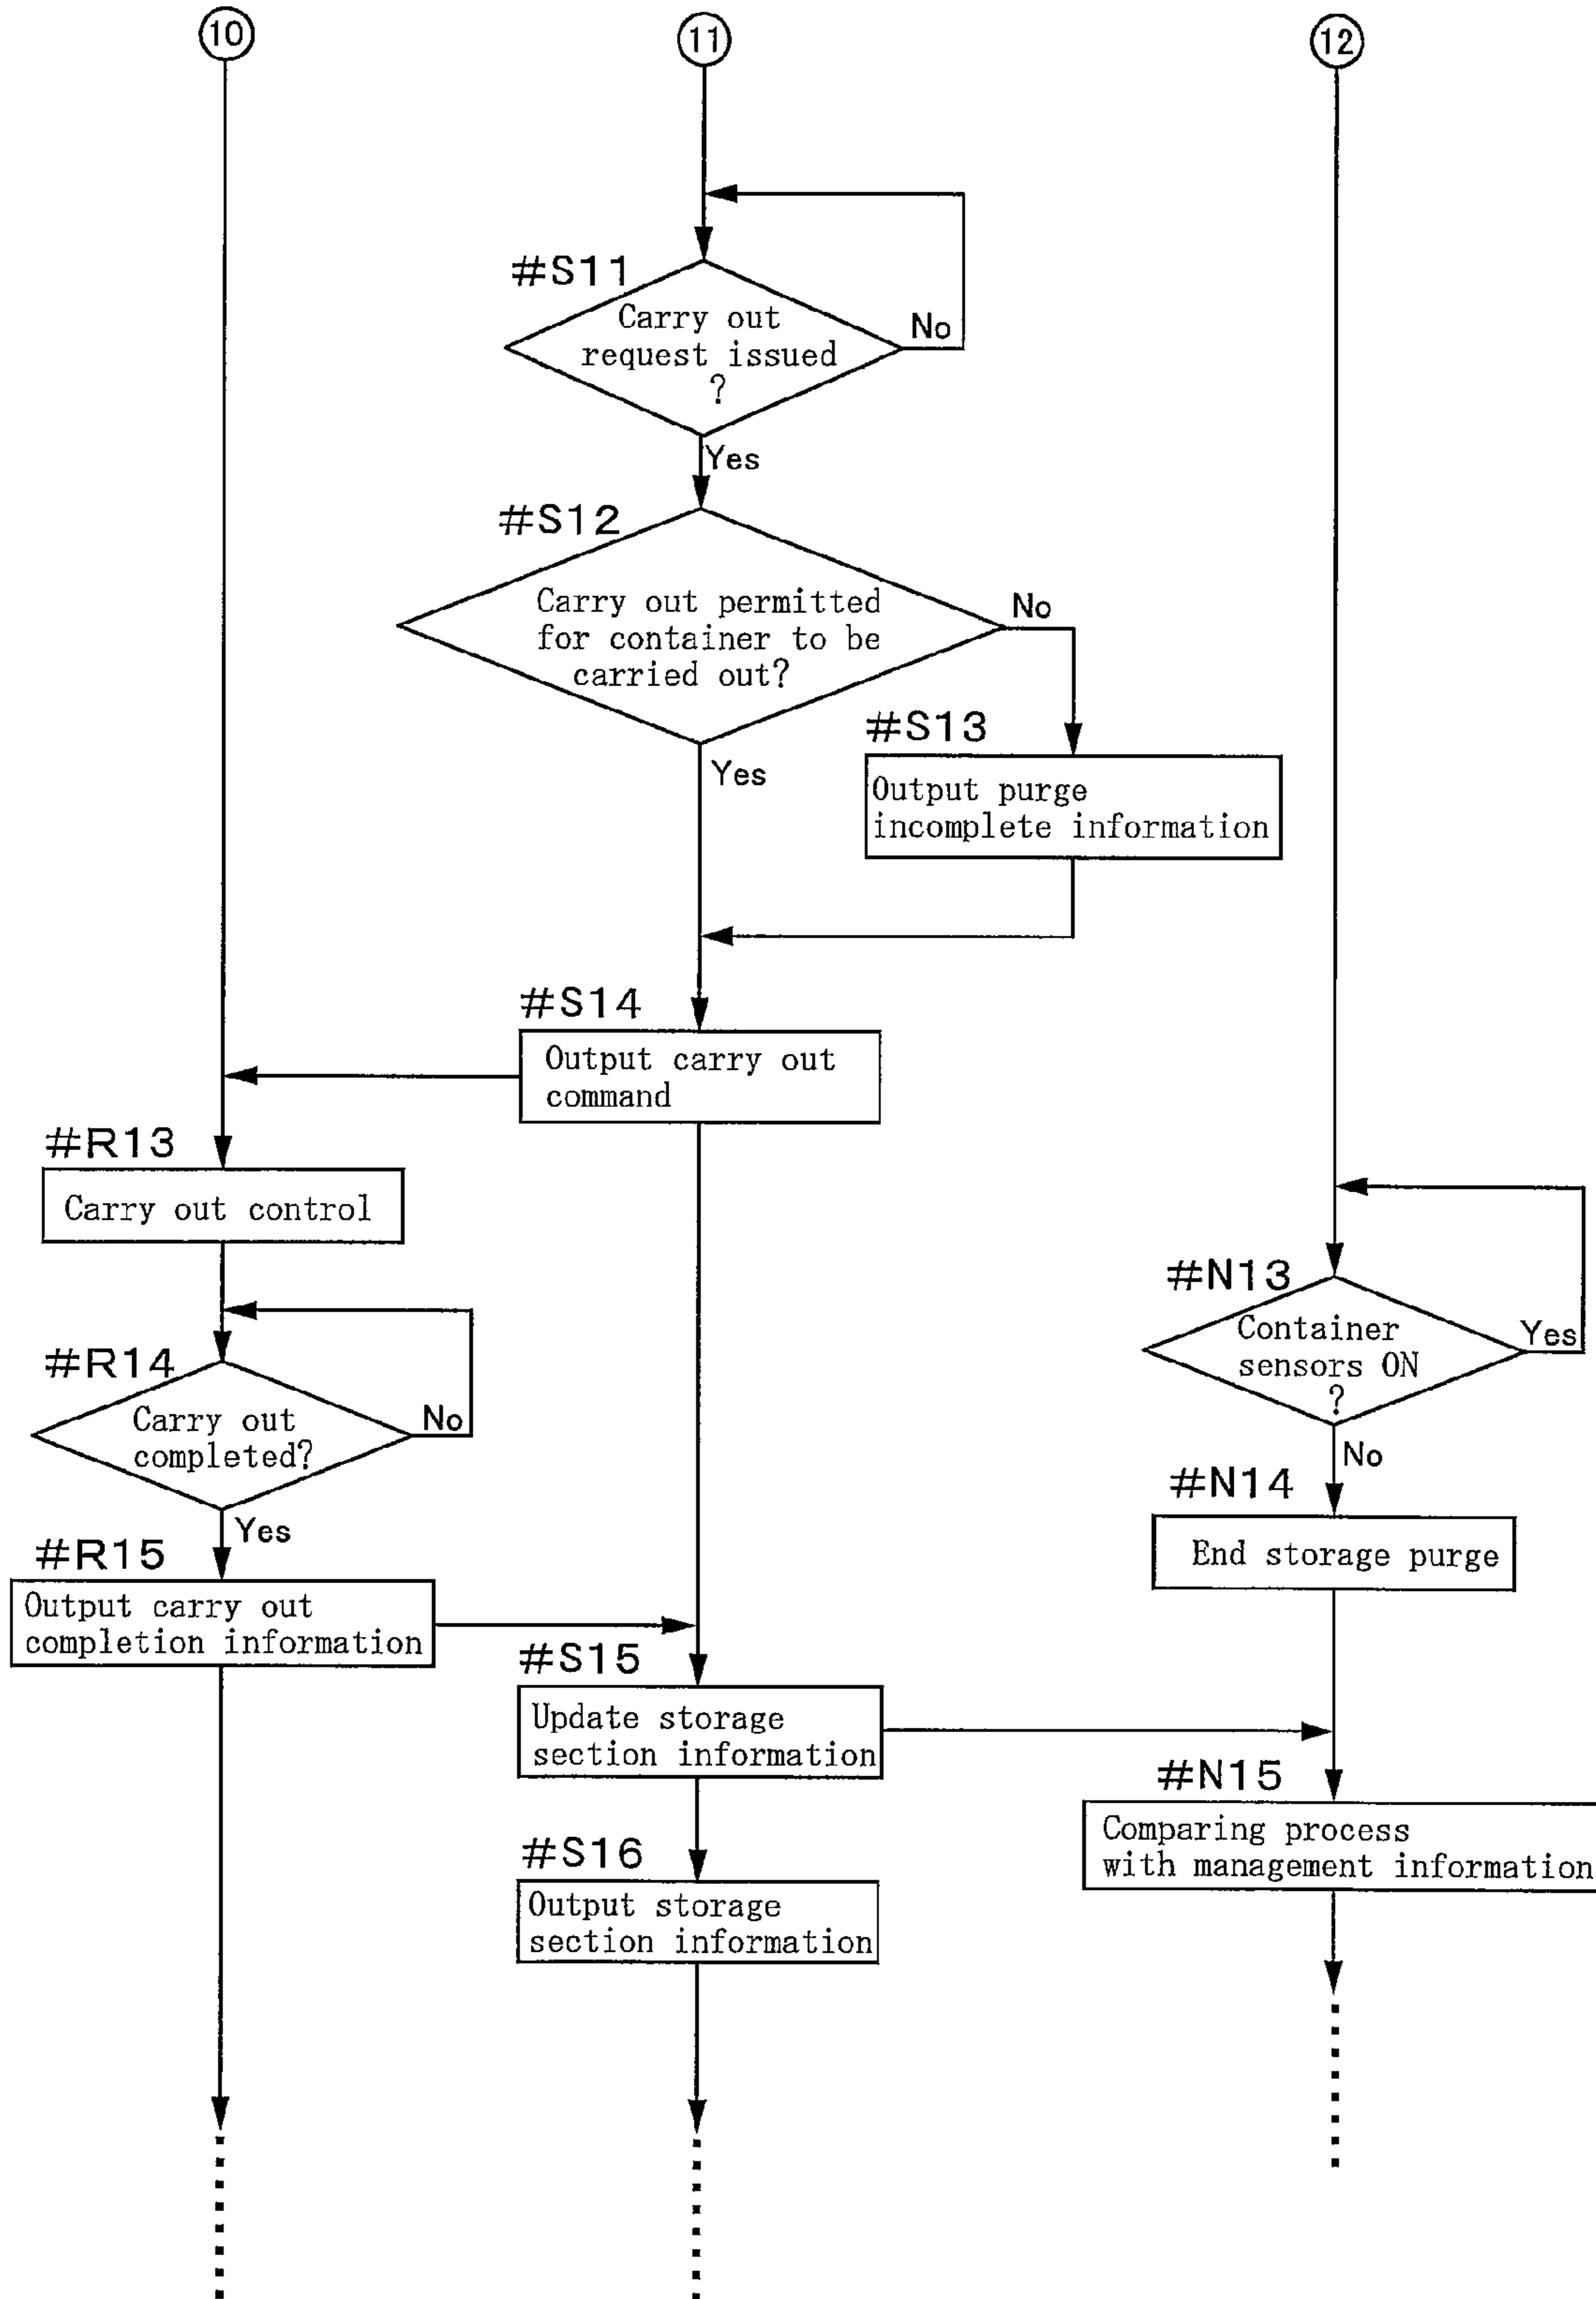 10
11
12
#S11
Carry out
request issued
?
No
Yes
#S12
Carry out permitted
for container to be
carried out?
No
Yes
#S13
Output purge
incomplete information
#S14
Output carry out
command
#R13
Carry out control
#N13
Container
sensors ON
?
Yes
No
#R14
Carry out
completed?
No
Yes
#N14
End storage purge
#R15
Output carry out
completion information
#S15
Update storage
section information
#N15
Comparing process
with management information
#S16
Output storage
section information